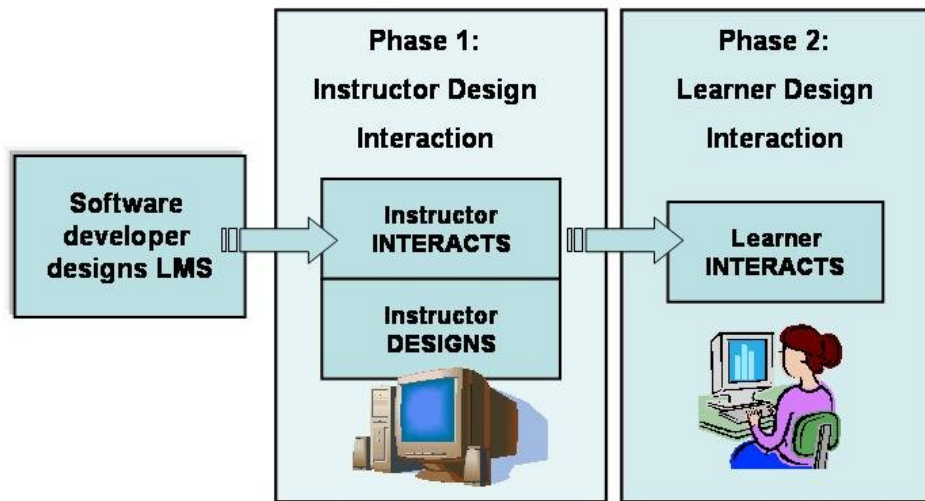 Software
developer
designs LMS
Phase 1:
Instructor Design
Interaction
Instructor
INTERACTS
Instructor
DESIGNS
Phase 2:
Learner Design
Interaction
Learner
INTERACTS